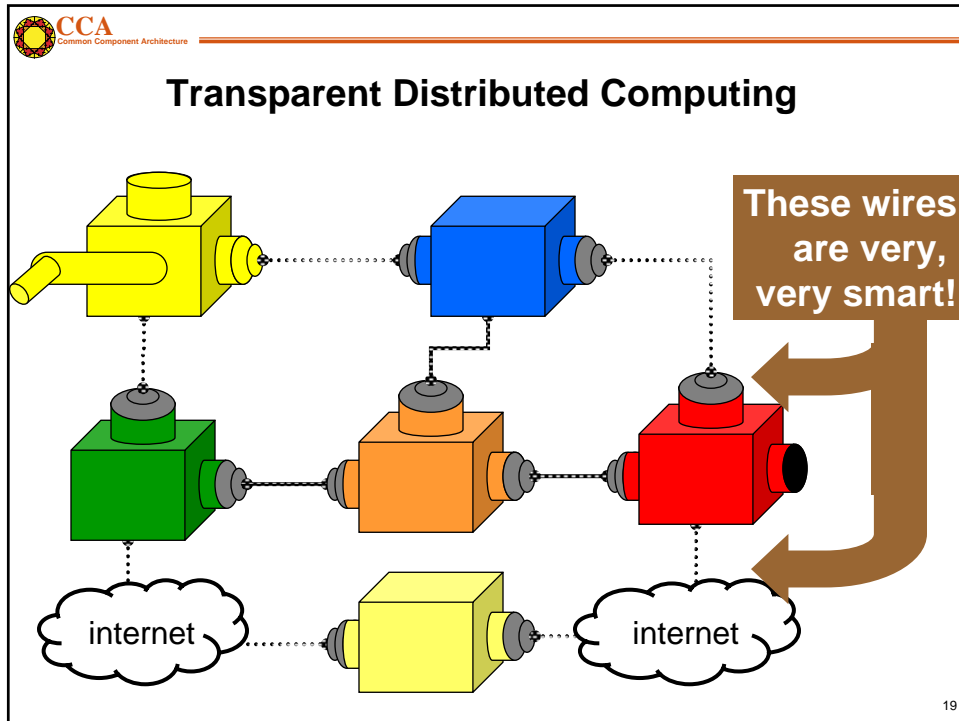 CCA
Common Component Architecture
Transparent Distributed Computing
These wires
are very,
very smart!
internet
internet
19